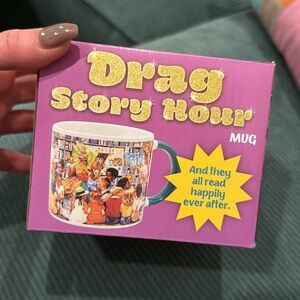 Drag
Story Hour
MUG
And they
all read
happily
ever after.